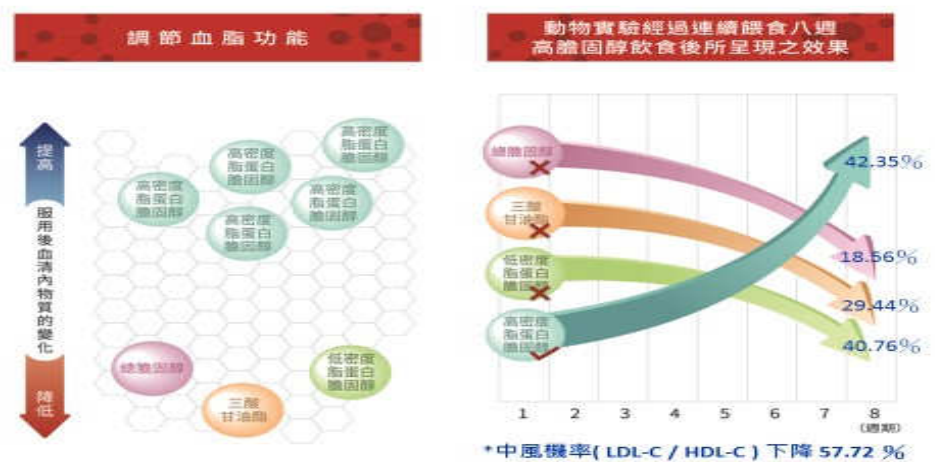 調節血脂功能
提高
服用後血清內物質的變化
降低
高密度
脂蛋白
膽固醇
高密度
脂蛋白
膽固醇
高密度
脂蛋白
膽固醇
高密度
脂蛋白
膽固醇
高密度
脂蛋白
膽固醇
總膽固醇
三酸
甘油酯
低密度
脂蛋白
膽固醇
動物實驗經過連續餵食八週
高膽固醇飲食後所呈現之效果
總膽固醇
三酸
甘油酯
低密度
脂蛋白
膽固醇
高密度
脂蛋白
膽固醇
42.35%
18.56%
29.44%
40.76%
1 2 3 4 5 6 7 8
(週期)
*中風機率( LDL-C / HDL-C ) 下降 57.72 %